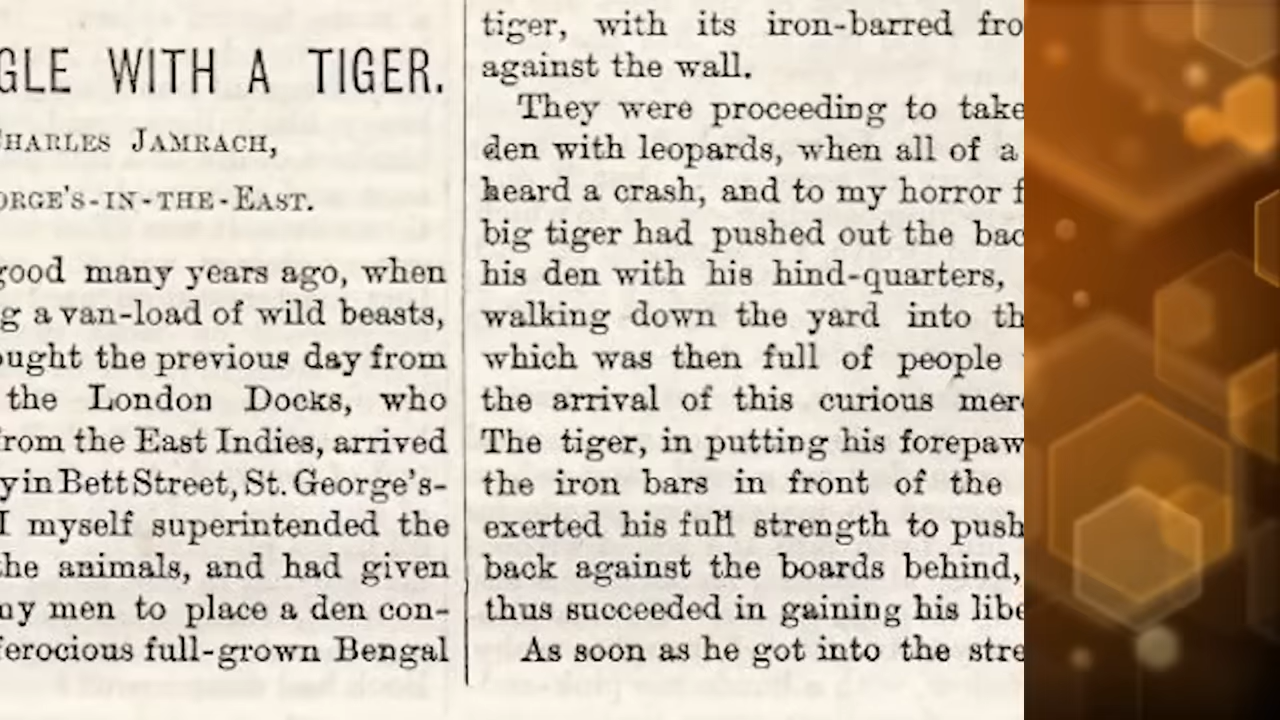 GLE WITH A TIGER.
CHARLES JAMRACH,
ORGE'S-IN-THE-EAST.
good many years ago, when
g a van-load of wild beasts,
ought the previous day from
the London Docks, who
from the East Indies, arrived
y in Bett Street, St. George's-
I myself superintended the
the animals, and had given
my men to place a den con-
ferocious full-grown Bengal
tiger, with its iron-barred fro
against the wall.
They were proceeding to take
den with leopards, when all of a
heard a crash, and to my horror f
big tiger had pushed out the bac
his den with his hind-quarters,
walking down the yard into th
which was then full of people
the arrival of this curious mer
The tiger, in putting his forepaw
the iron bars in front of the
exerted his full strength to push
back against the boards behind,
thus succeeded in gaining his libe
As soon as he got into the stre